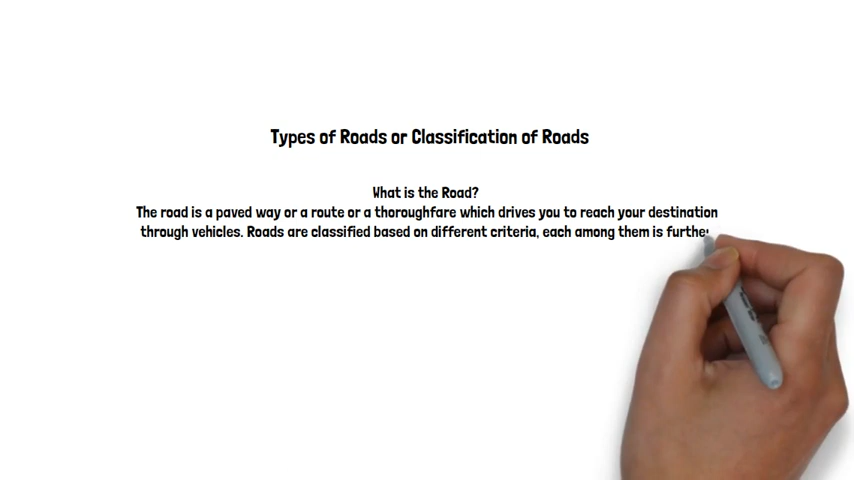 Types of Roads or Classification of Roads
What is the Road?
The road is a paved way or a route or a thoroughfare which drives you to reach your destination
through vehicles. Roads are classified based on different criteria, each among them is